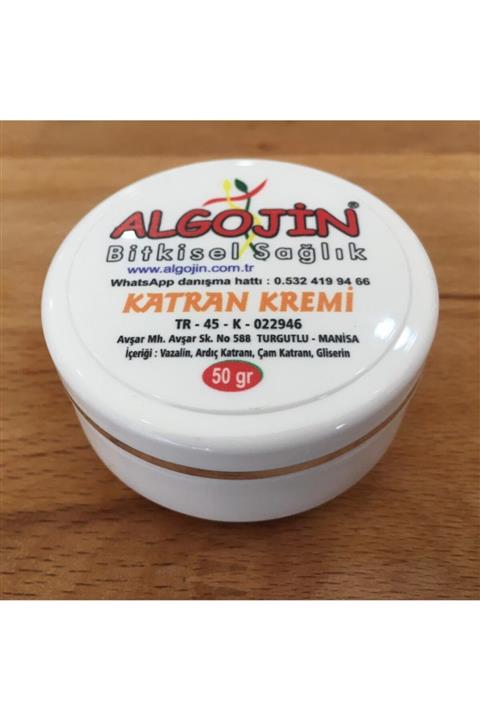 ALGOJİN®
Bitkisel Sağlık
www.algojin.com.tr
WhatsApp danışma hattı : 0.532 419 94 66
KATRAN KREMİ
TR - 45 - K - 022946
Avşar Mh. Avşar Sk. No 588 TURGUTLU - MANİSA
İçeriği : Vazalin, Ardıç Katranı, Çam Katranı, Gliserin
50 gr